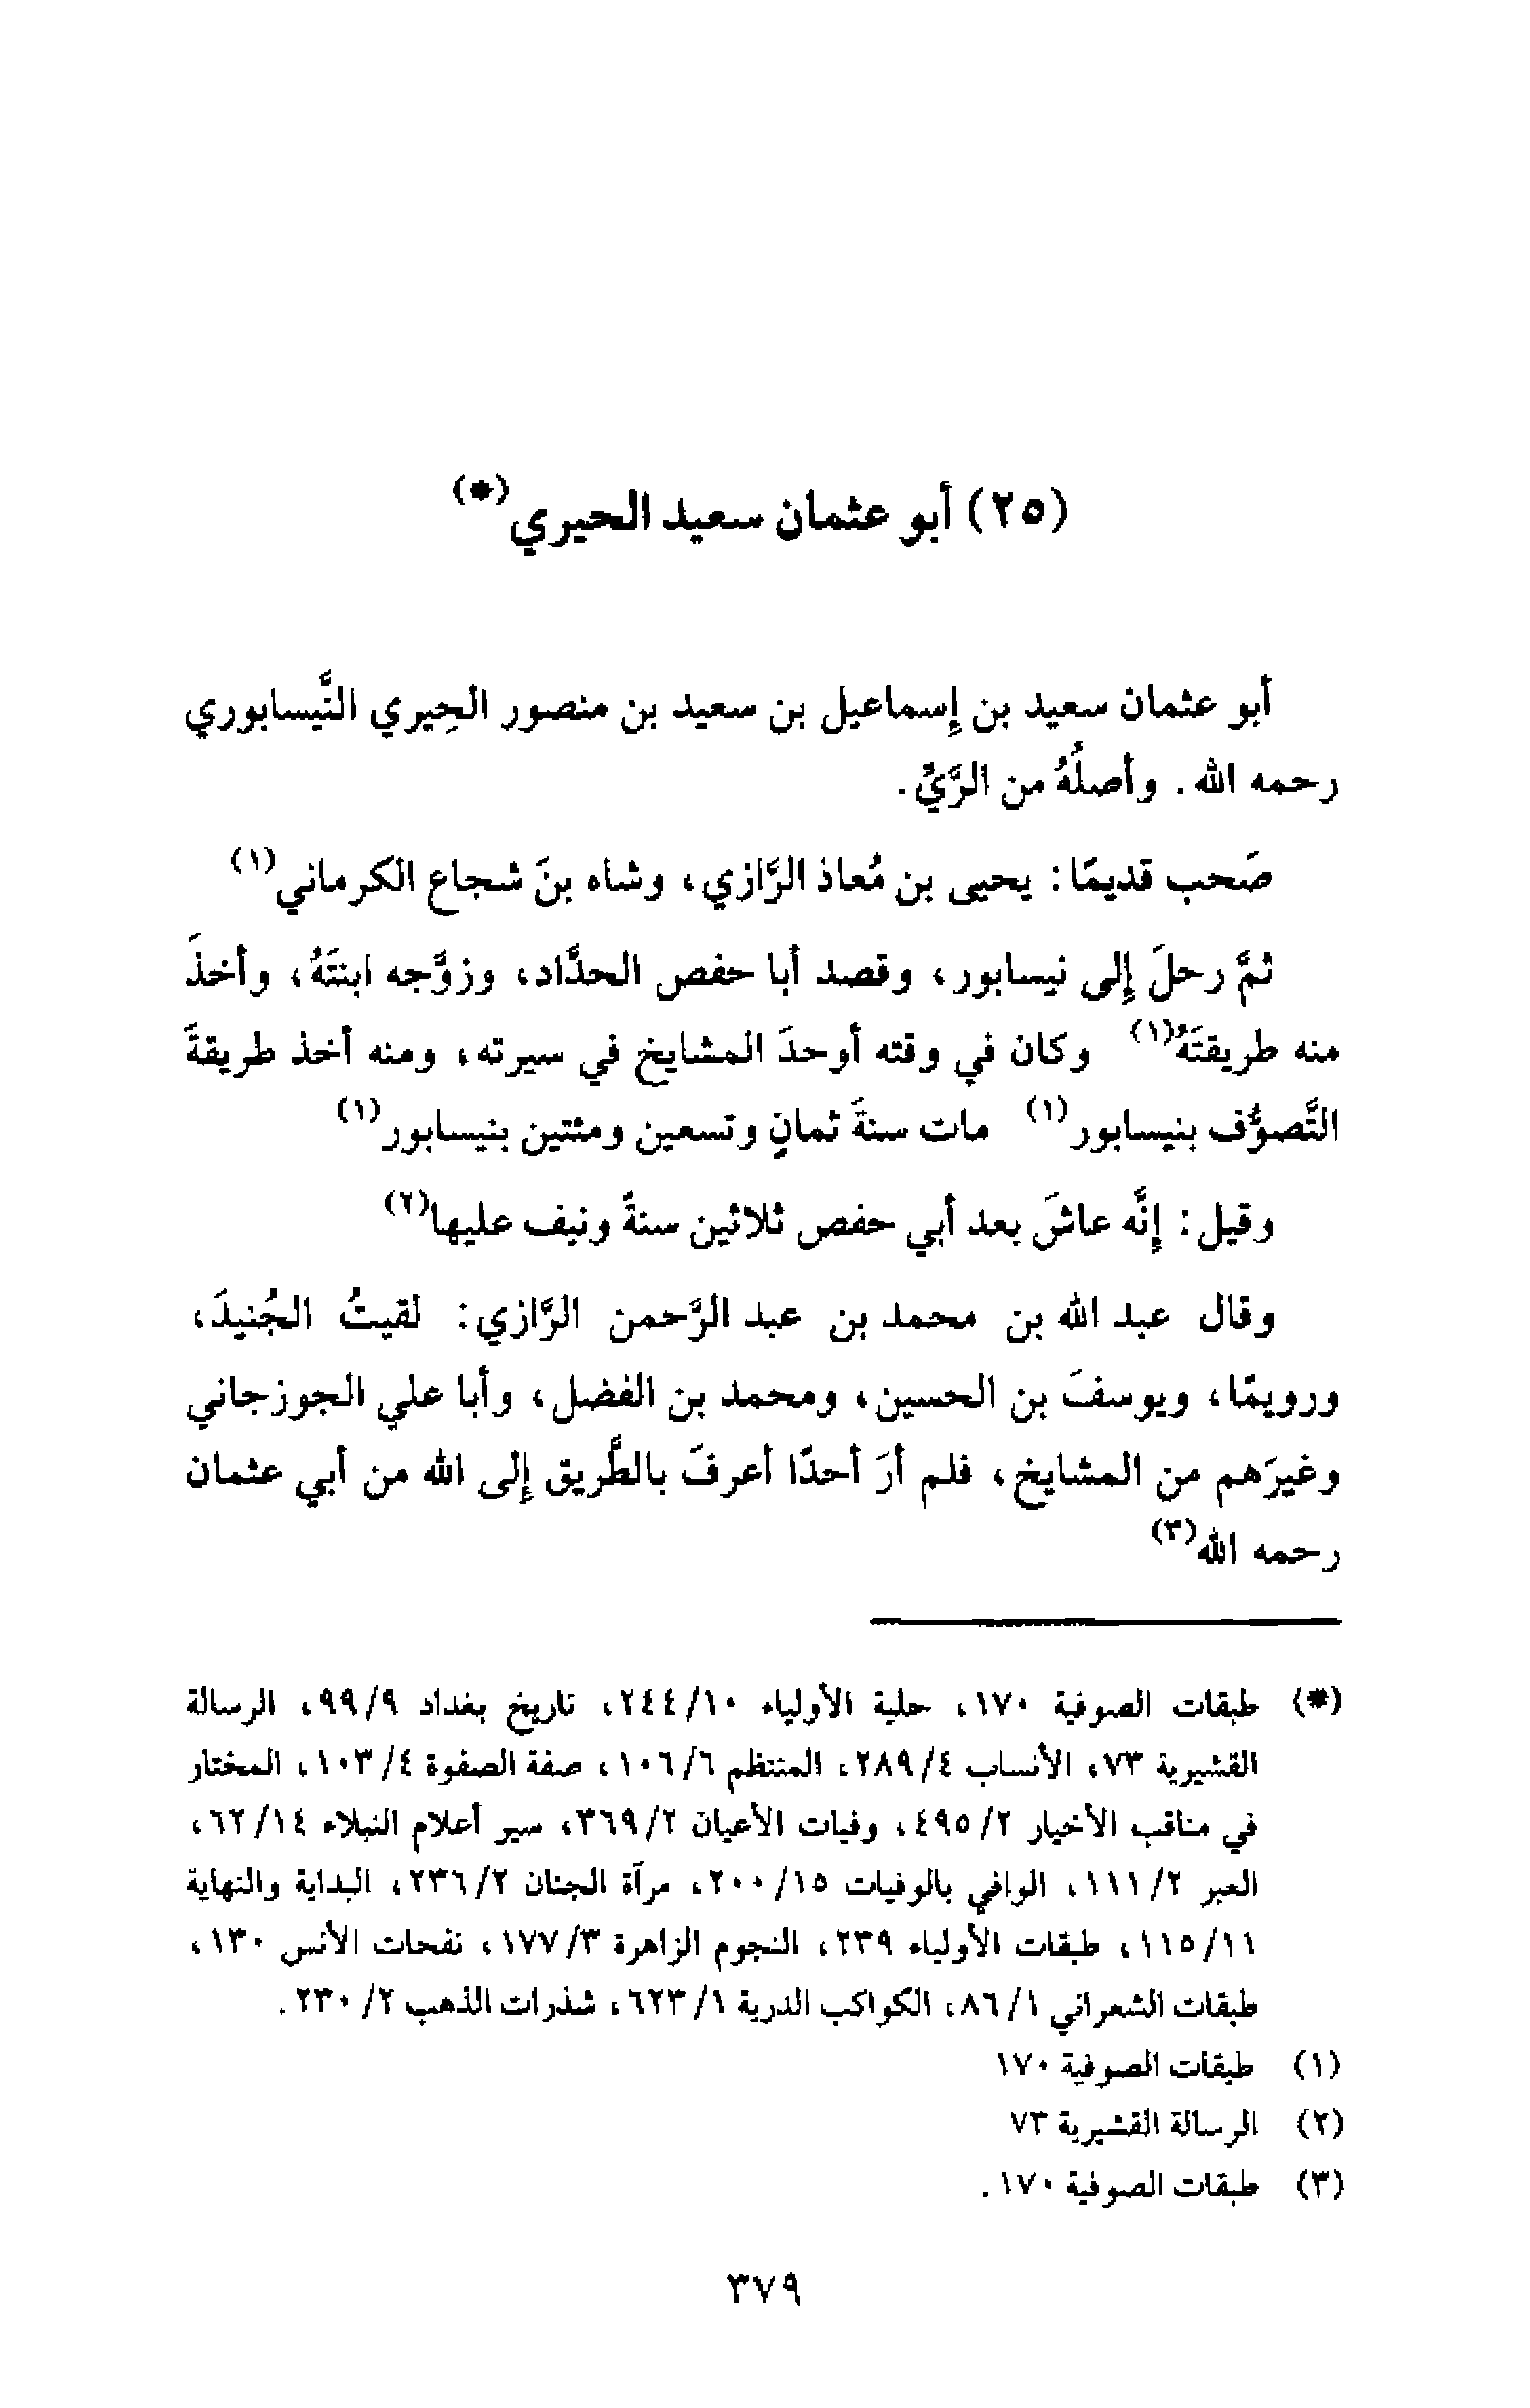 (٢٥) أبو عثمان سعيد الحيري(*)
أبو عثمان سعيد بن إسماعيل بن سعيد بن منصور الحِيري النَّيسابوري
رحمه الله. وأصلُهُ من الرَّيِّ.
صَحب قديمًا: يحيى بن مُعاذ الرَّازي، وشاه بنَ شجاع الكرماني(١)
ثمَّ رحلَ إلى نيسابور، وقصد أبا حفص الحدَّاد، وزوَّجه ابنتَهُ، وأخذَ
منه طريقتَهُ(١) وكان في وقته أوحدَ المشايخ في سيرته، ومنه أخذ طريقةَ
التَّصوُّف بنيسابور(١) مات سنةَ ثمانٍ وتسعين ومئتين بنيسابور(١)
وقيل: إنَّه عاشَ بعد أبي حفص ثلاثين سنةً ونيف عليها(٢)
وقال عبد الله بن محمد بن عبد الرَّحمن الرَّازي: لقيتُ الجُنيدَ،
ورويمًا، ويوسفَ بن الحسين، ومحمد بن الفضل، وأبا علي الجوزجاني
وغيرَهم من المشايخ، فلم أرَ أحدًا أعرفَ بالطَّريق إلى الله من أبي عثمان
رحمه الله(٣)
(*) طبقات الصوفية ١٧٠، حلية الأولياء ١٠/ ٢٤٤، تاريخ بغداد ٩/ ٩٩، الرسالة
القشيرية ٧٣، الأنساب ٤/ ٢٨٩، المنتظم ٦/ ١٠٦، صفة الصفوة ٤/ ١٠٣، المختار
في مناقب الأخيار ٢/ ٤٩٥، وفيات الأعيان ٢/ ٣٦٩، سير أعلام النبلاء ١٤/ ٦٢،
العبر ٢/ ١١١، الوافي بالوفيات ١٥/ ٢٠٠، مرآة الجنان ٢/ ٢٣٦، البداية والنهاية
١١/ ١١٥، طبقات الأولياء ٢٣٩، النجوم الزاهرة ٣/ ١٧٧، نفحات الأنس ١٣٠،
طبقات الشعراني ١/ ٨٦، الكواكب الدرية ١/ ٦٢٣، شذرات الذهب ٢/ ٢٣٠.
(١) طبقات الصوفية ١٧٠
(٢) الرسالة القشيرية ٧٣
(٣) طبقات الصوفية ١٧٠.
٣٧٩